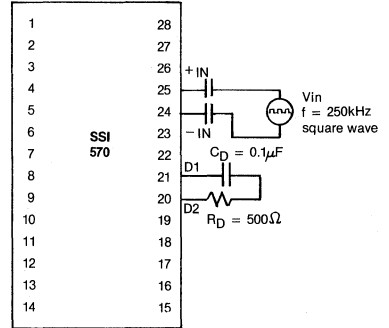 1 28
2 27
3 26 + IN
4 25
Vin
5 24 f = 250kHz
6 23 − IN square wave
SSI
7 570 22 C_D = 0.1µF
8 21 D1
9 20 D2
10 19 R_D = 500Ω
11 18
12 17
13 16
14 15